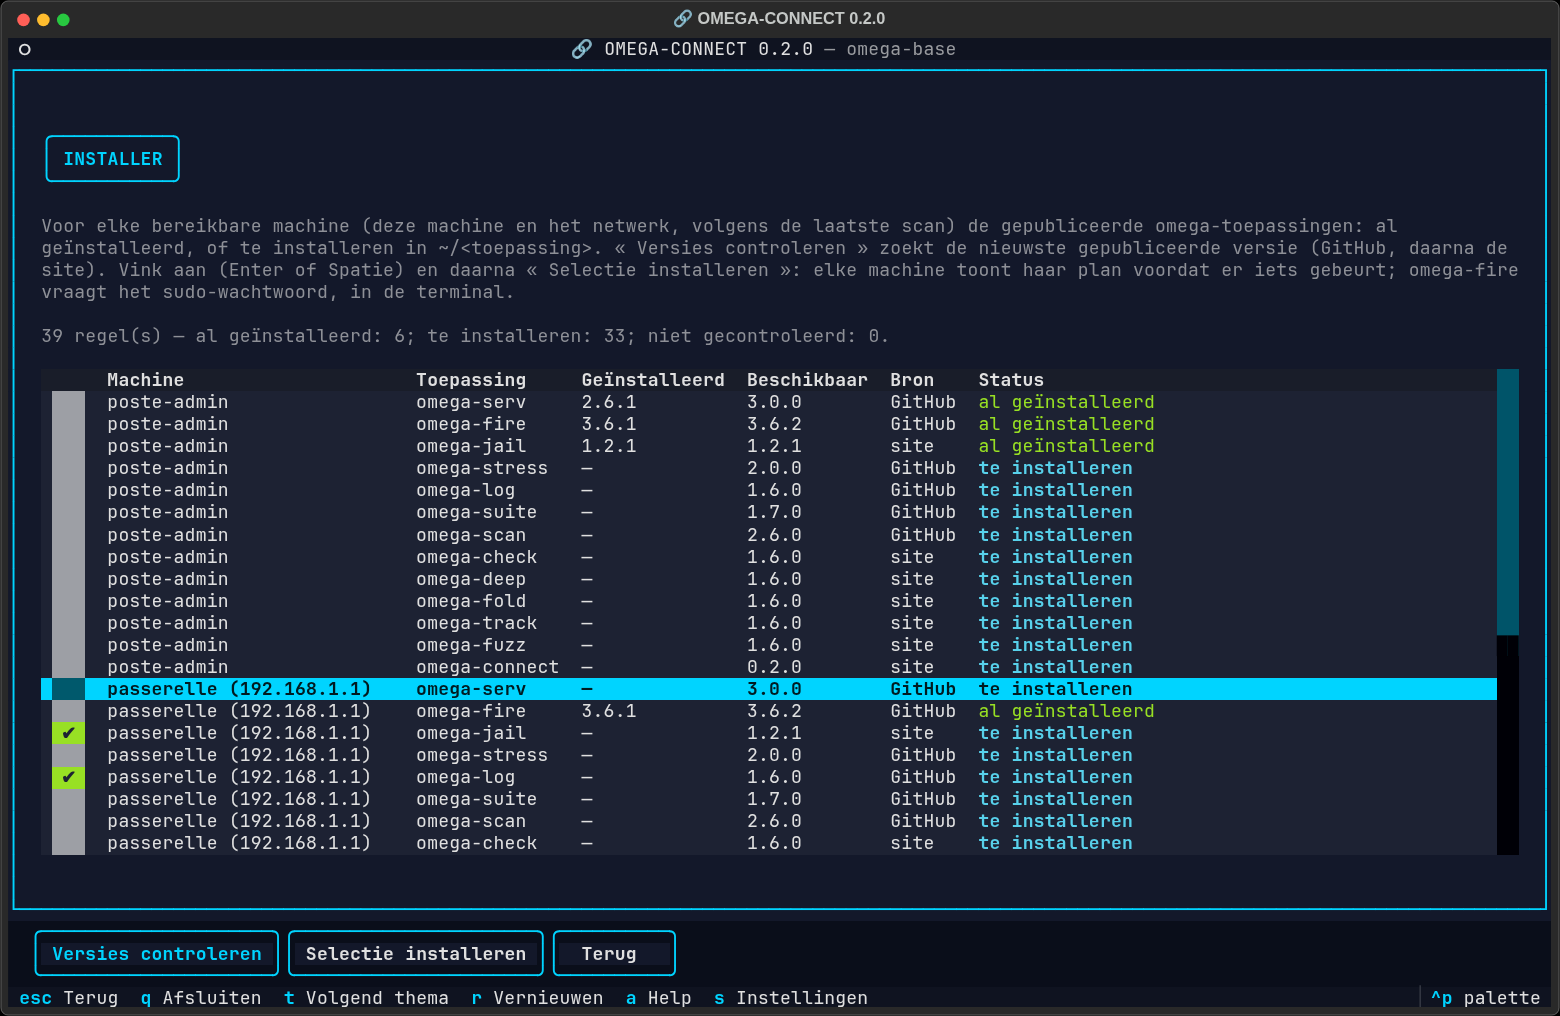 🔗 OMEGA-CONNECT 0.2.0
🔗 OMEGA-CONNECT 0.2.0 — omega-base
INSTALLER
Voor elke bereikbare machine (deze machine en het netwerk, volgens de laatste scan) de gepubliceerde omega-toepassingen: al
geïnstalleerd, of te installeren in ~/<toepassing>. « Versies controleren » zoekt de nieuwste gepubliceerde versie (GitHub, daarna de
site). Vink aan (Enter of Spatie) en daarna « Selectie installeren »: elke machine toont haar plan voordat er iets gebeurt; omega-fire
vraagt het sudo-wachtwoord, in de terminal.
39 regel(s) — al geïnstalleerd: 6; te installeren: 33; niet gecontroleerd: 0.
Machine Toepassing Geïnstalleerd Beschikbaar Bron Status
poste-admin omega-serv 2.6.1 3.0.0 GitHub al geïnstalleerd
poste-admin omega-fire 3.6.1 3.6.2 GitHub al geïnstalleerd
poste-admin omega-jail 1.2.1 1.2.1 site al geïnstalleerd
poste-admin omega-stress — 2.0.0 GitHub te installeren
poste-admin omega-log — 1.6.0 GitHub te installeren
poste-admin omega-suite — 1.7.0 GitHub te installeren
poste-admin omega-scan — 2.6.0 GitHub te installeren
poste-admin omega-check — 1.6.0 site te installeren
poste-admin omega-deep — 1.6.0 site te installeren
poste-admin omega-fold — 1.6.0 site te installeren
poste-admin omega-track — 1.6.0 site te installeren
poste-admin omega-fuzz — 1.6.0 site te installeren
poste-admin omega-connect — 0.2.0 site te installeren
passerelle (192.168.1.1) omega-serv — 3.0.0 GitHub te installeren
passerelle (192.168.1.1) omega-fire 3.6.1 3.6.2 GitHub al geïnstalleerd
✔ passerelle (192.168.1.1) omega-jail — 1.2.1 site te installeren
passerelle (192.168.1.1) omega-stress — 2.0.0 GitHub te installeren
✔ passerelle (192.168.1.1) omega-log — 1.6.0 GitHub te installeren
passerelle (192.168.1.1) omega-suite — 1.7.0 GitHub te installeren
passerelle (192.168.1.1) omega-scan — 2.6.0 GitHub te installeren
passerelle (192.168.1.1) omega-check — 1.6.0 site te installeren
Versies controleren Selectie installeren Terug
esc Terug q Afsluiten t Volgend thema r Vernieuwen a Help s Instellingen ^p palette